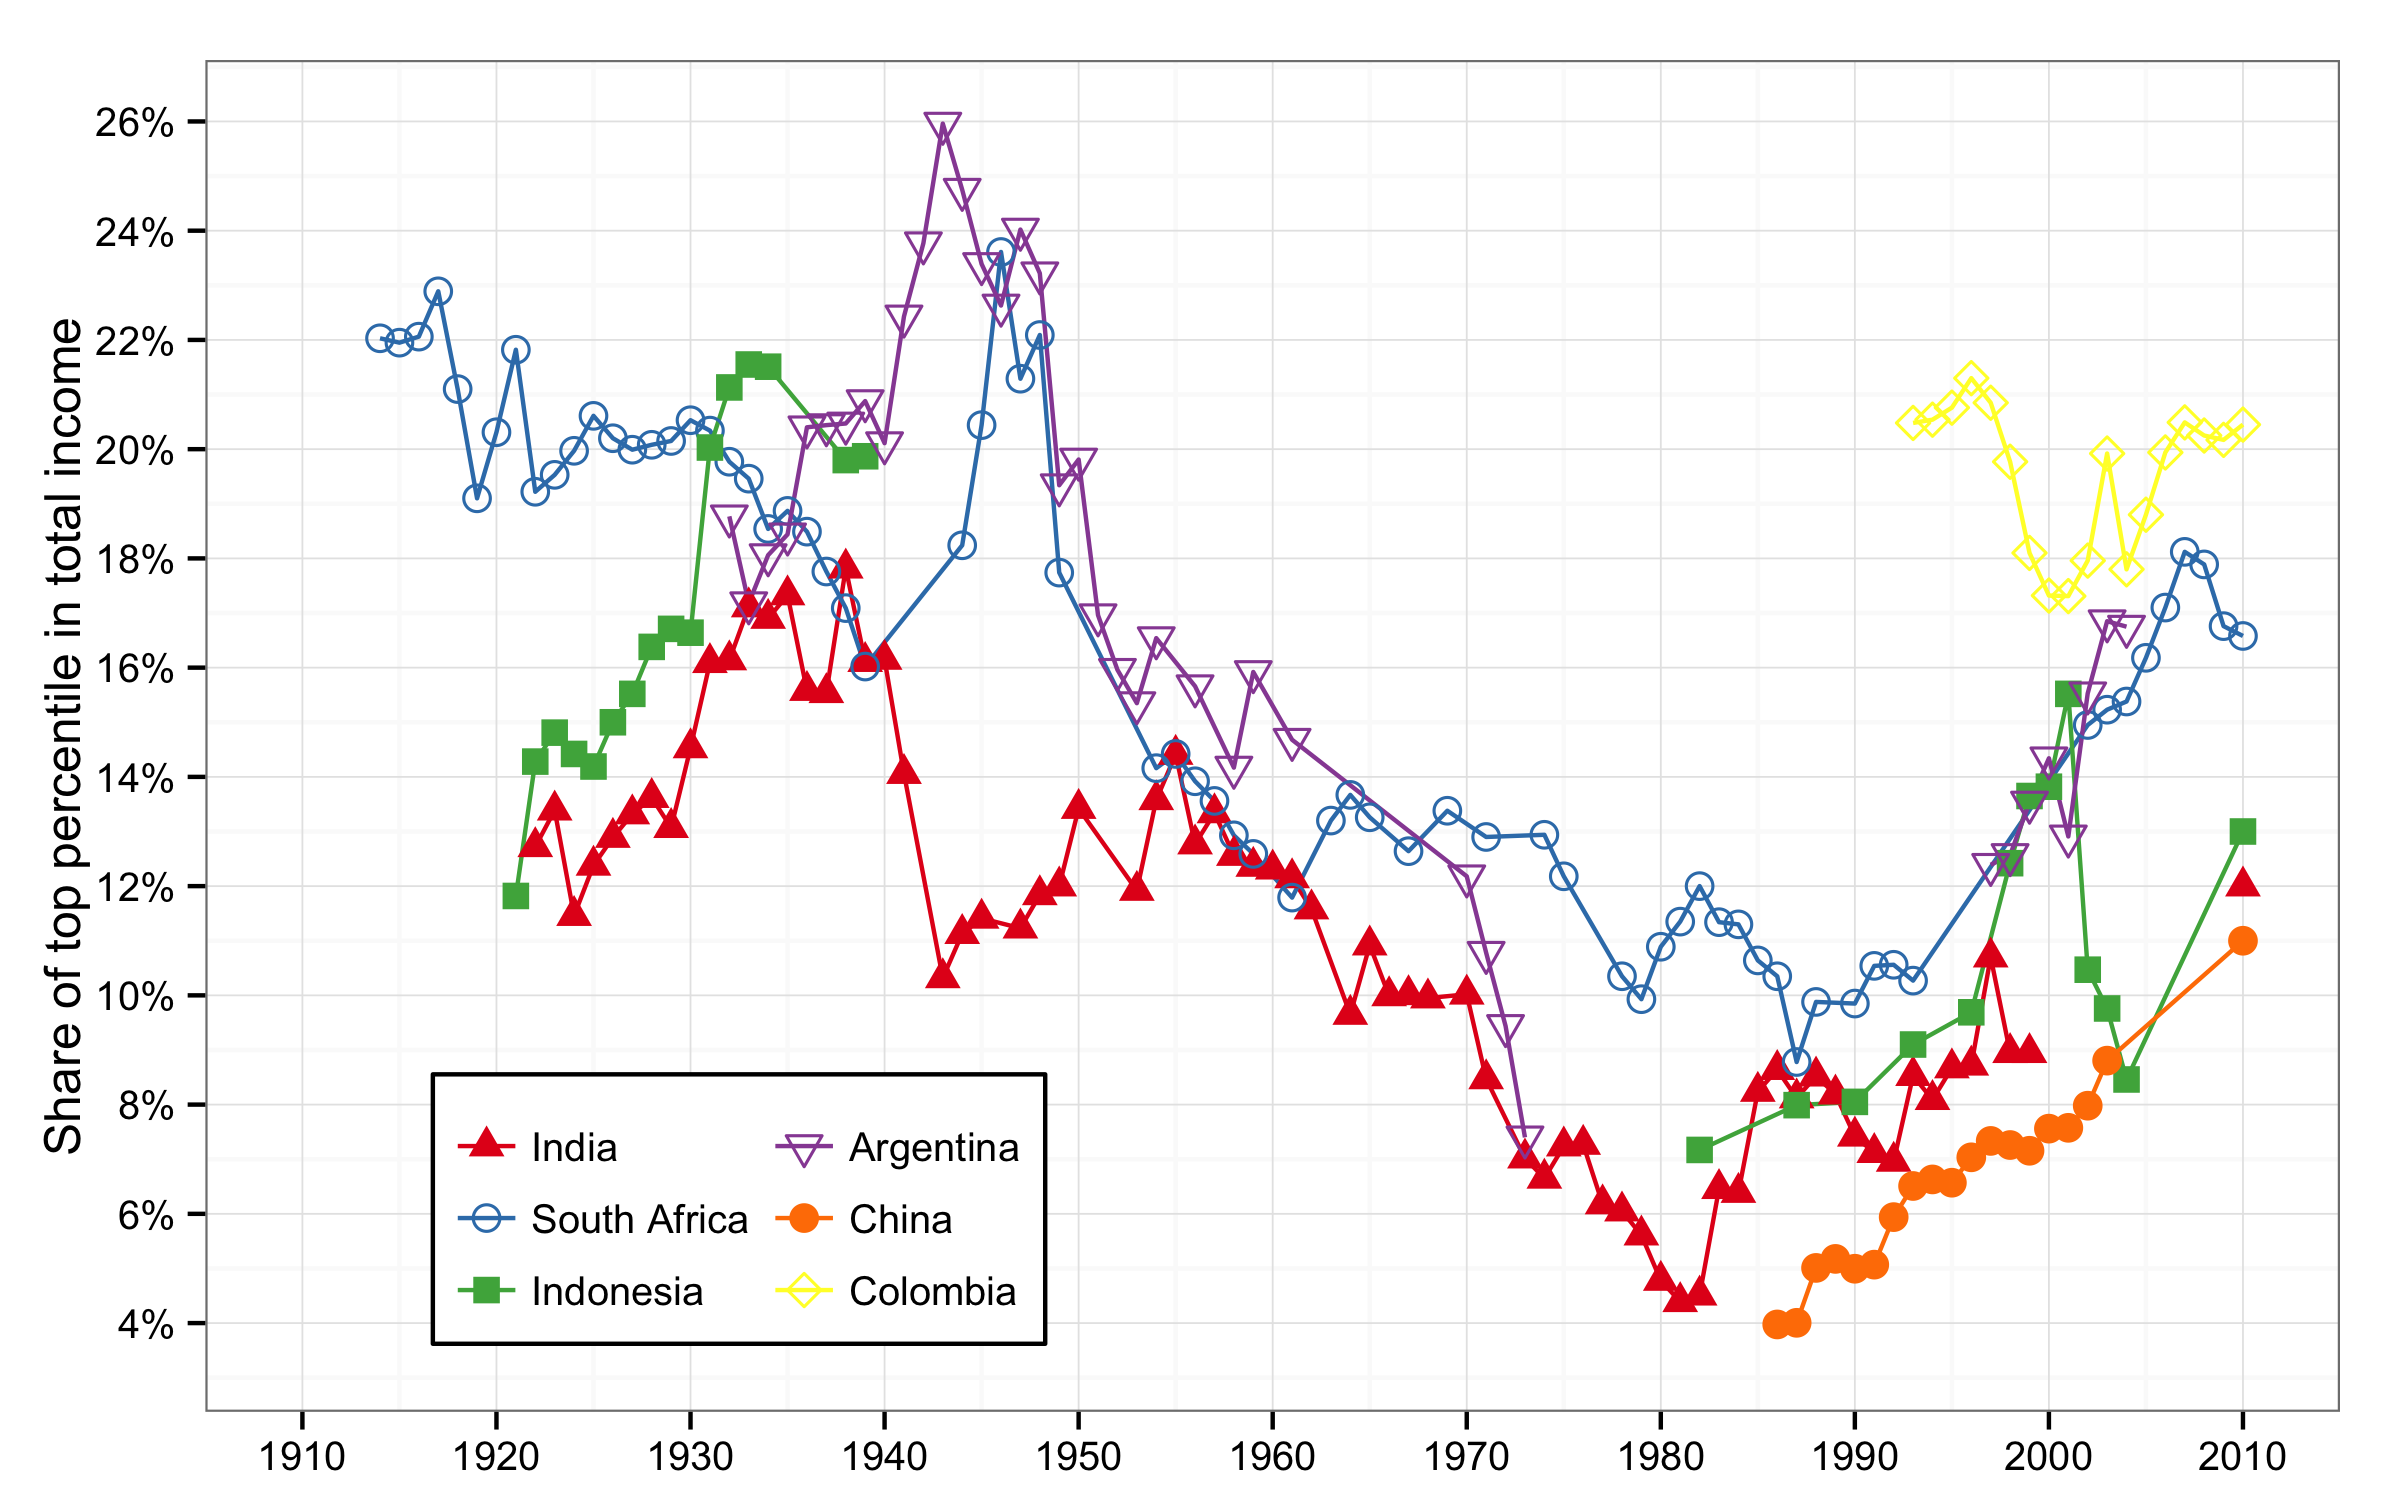 Share of top percentile in total income
26%
24%
22%
20%
18%
16%
14%
12%
10%
8%
6%
4%
India
Argentina
South Africa
China
Indonesia
Colombia
1910 1920 1930 1940 1950 1960 1970 1980 1990 2000 2010